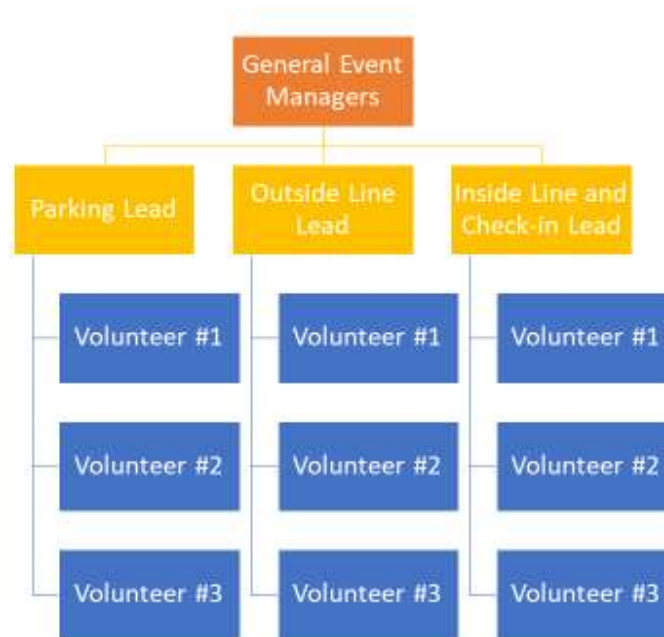 General Event
Managers
Parking Lead
Outside Line
Lead
Inside Line and
Check-in Lead
Volunteer #1
Volunteer #1
Volunteer #1
Volunteer #2
Volunteer #2
Volunteer #2
Volunteer #3
Volunteer #3
Volunteer #3